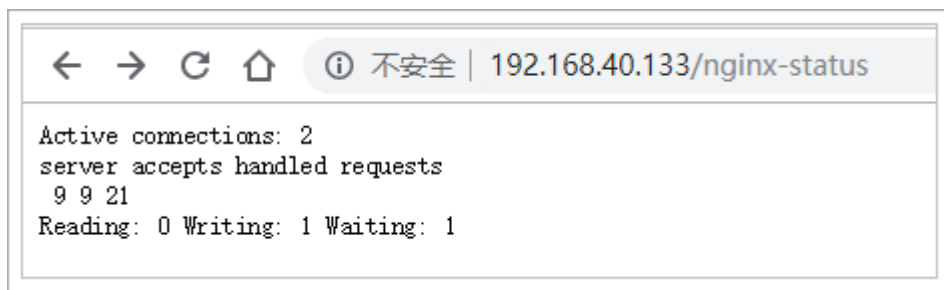 不安全 | 192.168.40.133/nginx-status
Active connections: 2
server accepts handled requests
9 9 21
Reading: 0 Writing: 1 Waiting: 1